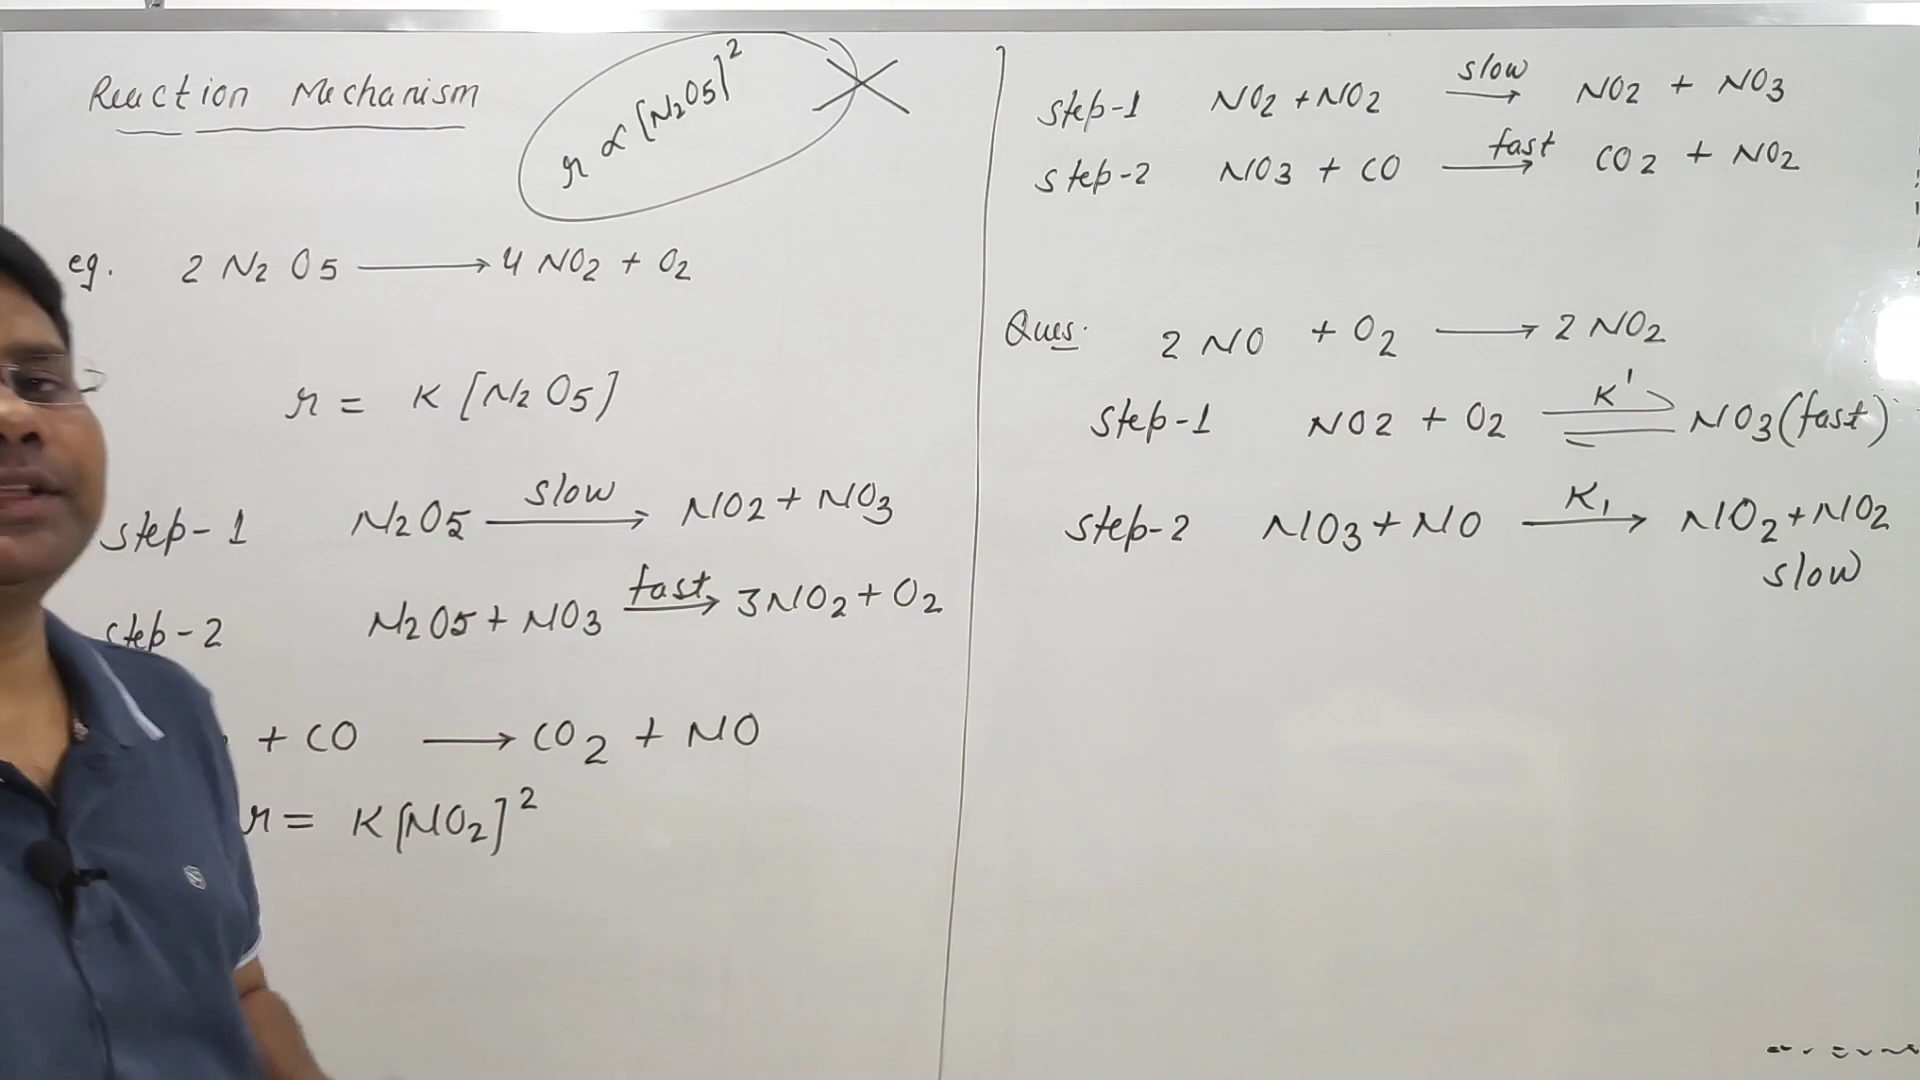 Reaction Mechanism
r ∝ [N2O5]²
eg. 2 N2O5 ⟶ 4 NO2 + O2
r = K [N2O5]
step-1 N2O5 slow⟶ NO2 + NO3
step-2 N2O5 + NO3 fast⟶ 3NO2 + O2
+ CO ⟶ CO2 + NO
r = K[NO2]²
step-1 NO2 + NO2 slow⟶ NO2 + NO3
step-2 NO3 + CO fast⟶ CO2 + NO2
Ques. 2 NO + O2 ⟶ 2 NO2
step-1 NO2 + O2 K'⇌ NO3 (fast)
step-2 NO3 + NO K1⟶ NO2 + NO2
slow